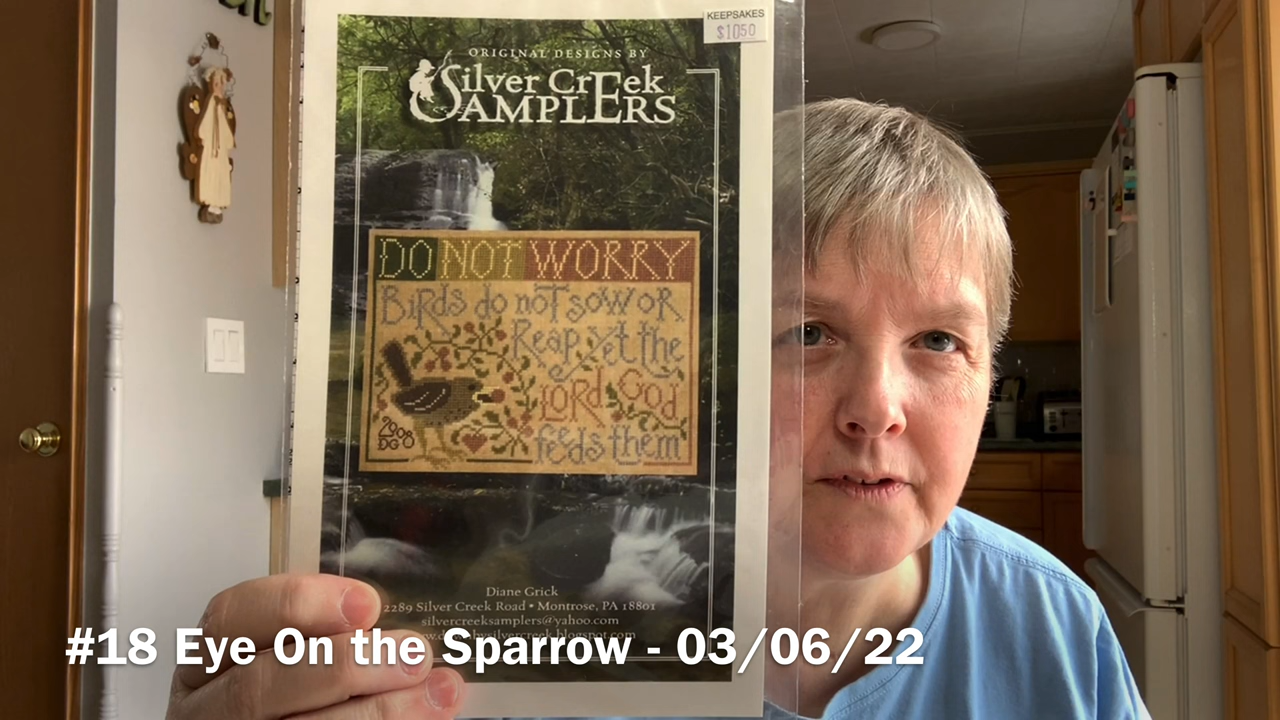 KEEPSAKES
$10.50
ORIGINAL DESIGNS BY
Silver CrEek
SAMPLERS
DO NOT WORRY
Birds do not sow or
Reap yet the
LORD God
feeds them
2008
DG
Diane Grick
2289 Silver Creek Road • Montrose, PA 18801
silvercreeksamplers@yahoo.com
#18 Eye On the Sparrow - 03/06/22